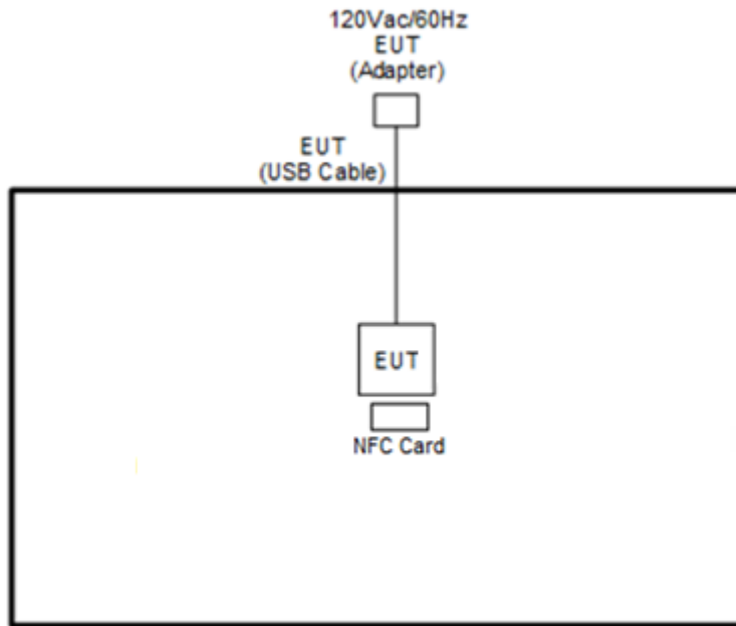 120Vac/60Hz
EUT
(Adapter)
EUT
(USB Cable)
EUT
NFC Card